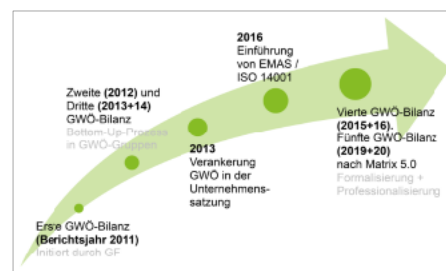 2016
Einführung
von EMAS /
ISO 14001
Zweite (2012) und
Dritte (2013+14)
GWÖ-Bilanz
Bottom-Up-Prozess
in GWÖ-Gruppen
2013
Verankerung
GWÖ in der
Unternehmens-
satzung
Vierte GWÖ-Bilanz
(2015+16).
Fünfte GWÖ-Bilanz
(2019+20)
nach Matrix 5.0
Formalisierung +
Professionalisierung
Erste GWÖ-Bilanz
(Berichtsjahr 2011)
Initiiert durch GF